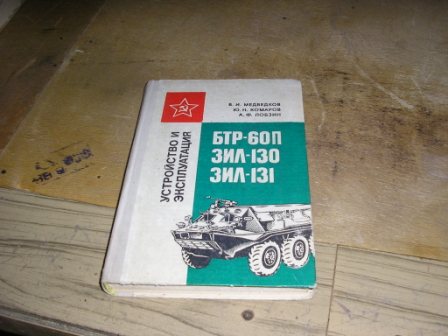 В. И. МЕДВЕДКОВ
Ю. Н. КОМАРОВ
А. Ф. ЛОБЗИН
УСТРОЙСТВО И
ЭКСПЛУАТАЦИЯ
БТР-60П
ЗИЛ-130
ЗИЛ-131